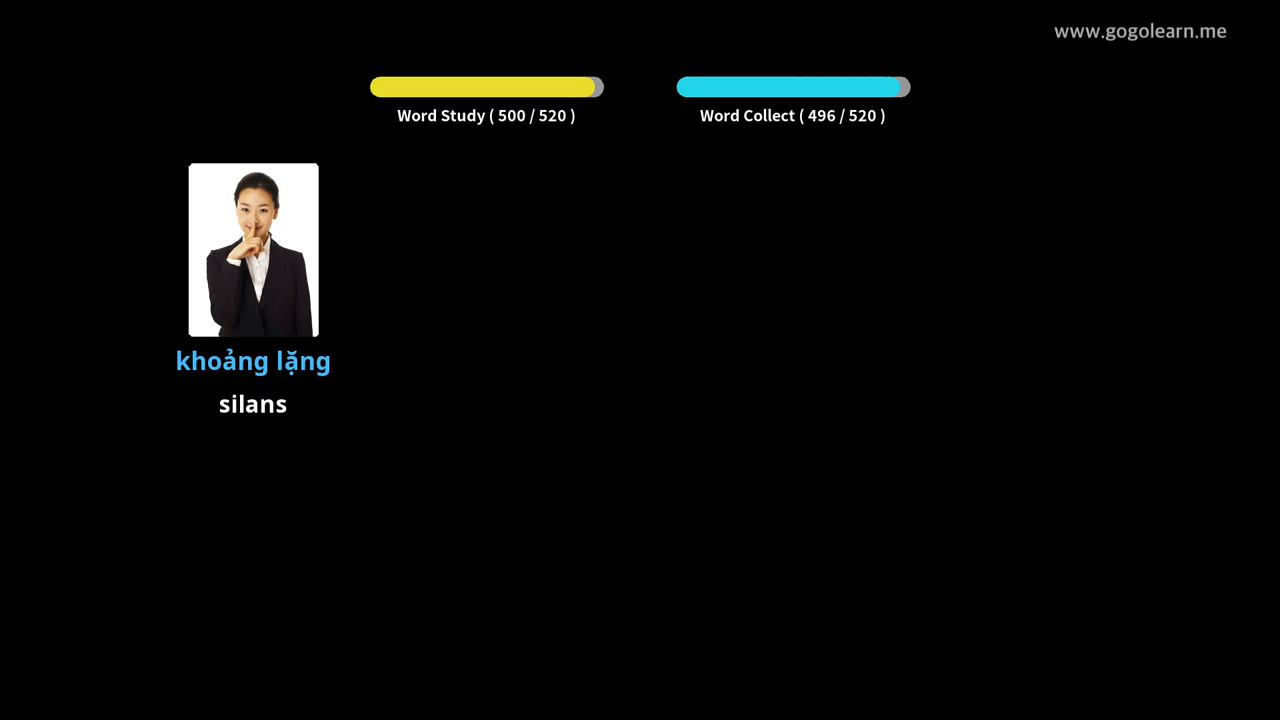 www.gogolearn.me
Word Study ( 500 / 520 )
Word Collect ( 496 / 520 )
khoảng lặng
silans